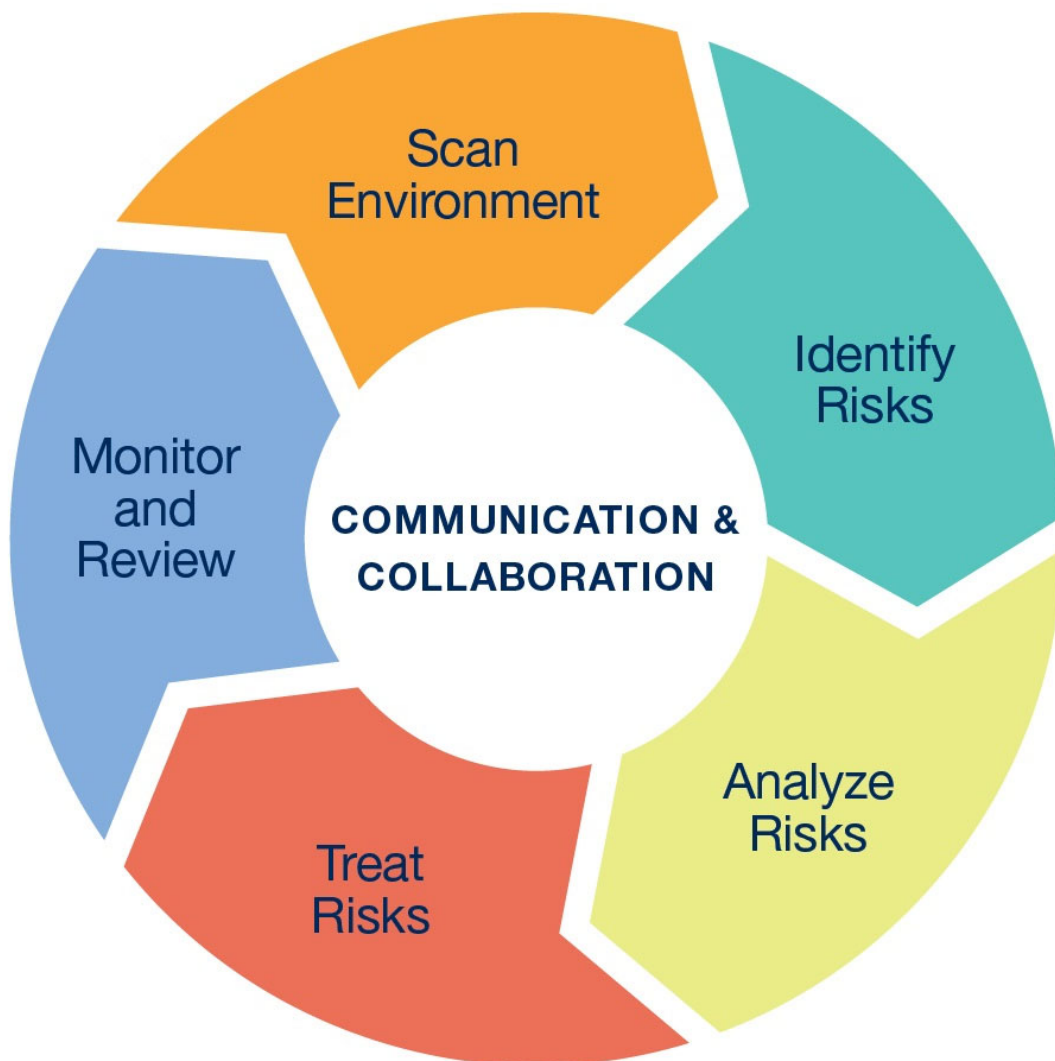 Scan
Environment
Identify
Risks
Analyze
Risks
Treat
Risks
Monitor
and
Review
COMMUNICATION &
COLLABORATION